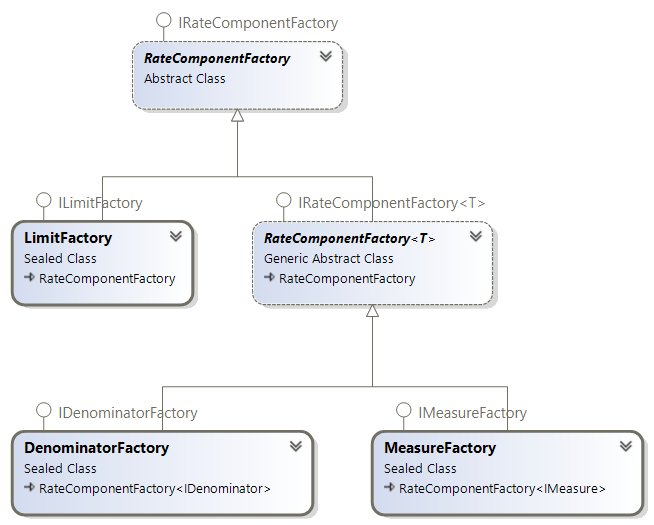 IRateComponentFactory
RateComponentFactory
Abstract Class
ILimitFactory
IRateComponentFactory<T>
LimitFactory
Sealed Class
RateComponentFactory
RateComponentFactory<T>
Generic Abstract Class
RateComponentFactory
IDenominatorFactory
IMeasureFactory
DenominatorFactory
Sealed Class
RateComponentFactory<IDenominator>
MeasureFactory
Sealed Class
RateComponentFactory<IMeasure>